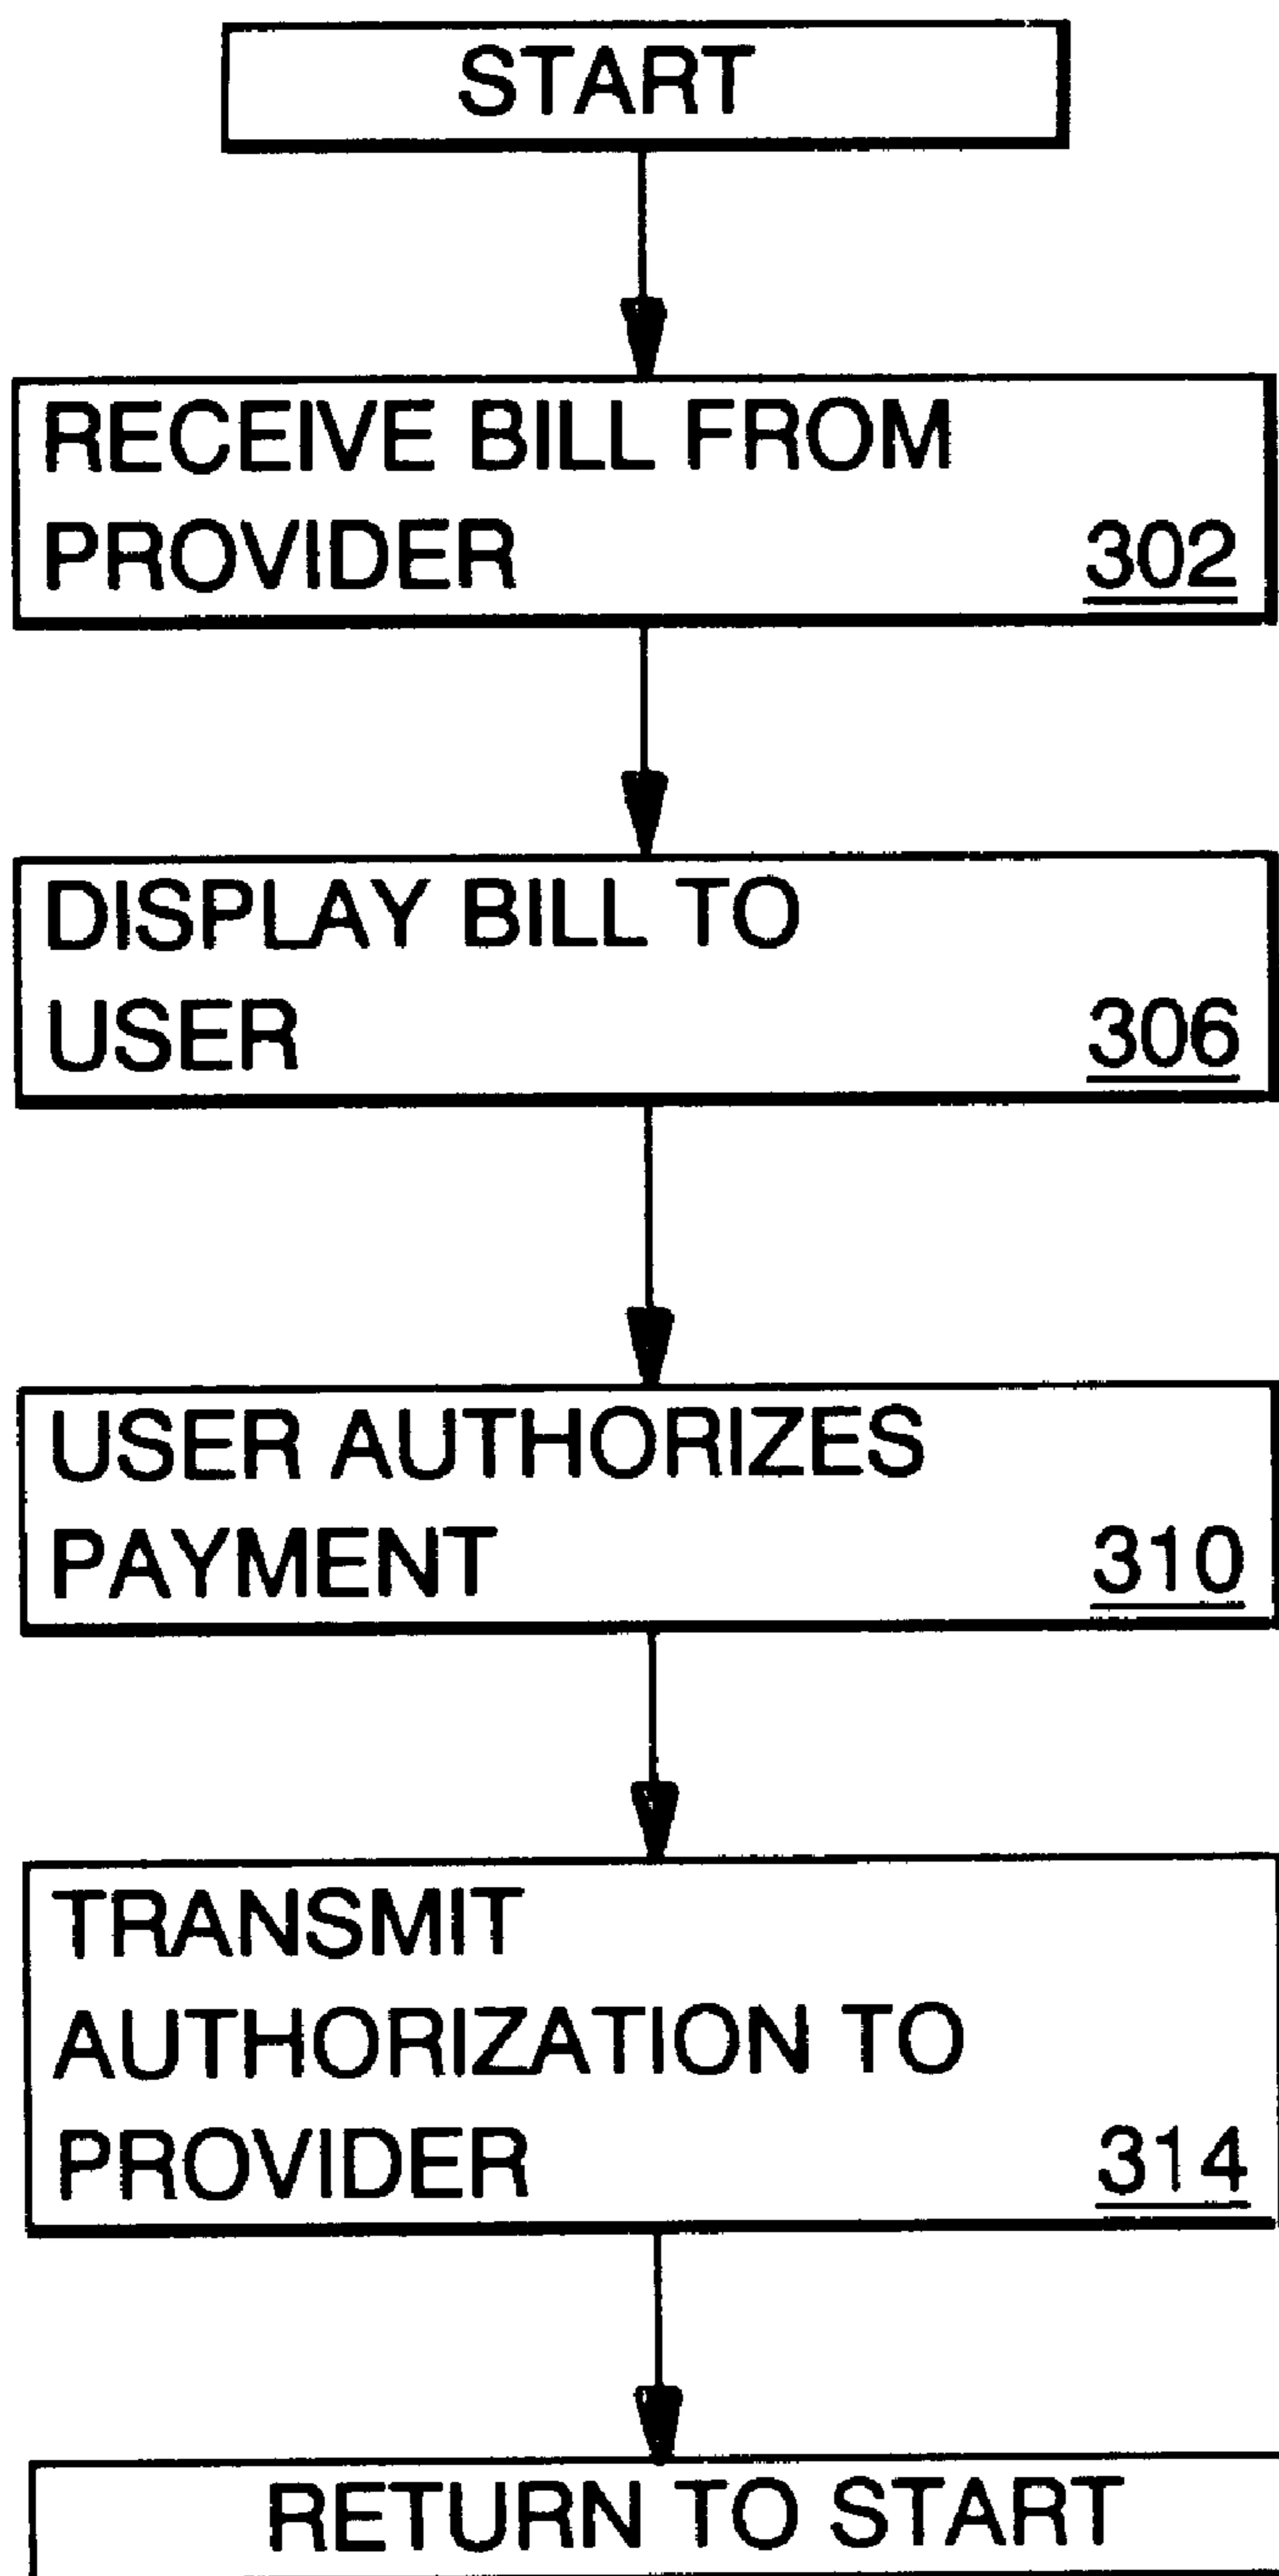 START
RECEIVE BILL FROM
PROVIDER 302
DISPLAY BILL TO
USER 306
USER AUTHORIZES
PAYMENT 310
TRANSMIT
AUTHORIZATION TO
PROVIDER 314
RETURN TO START